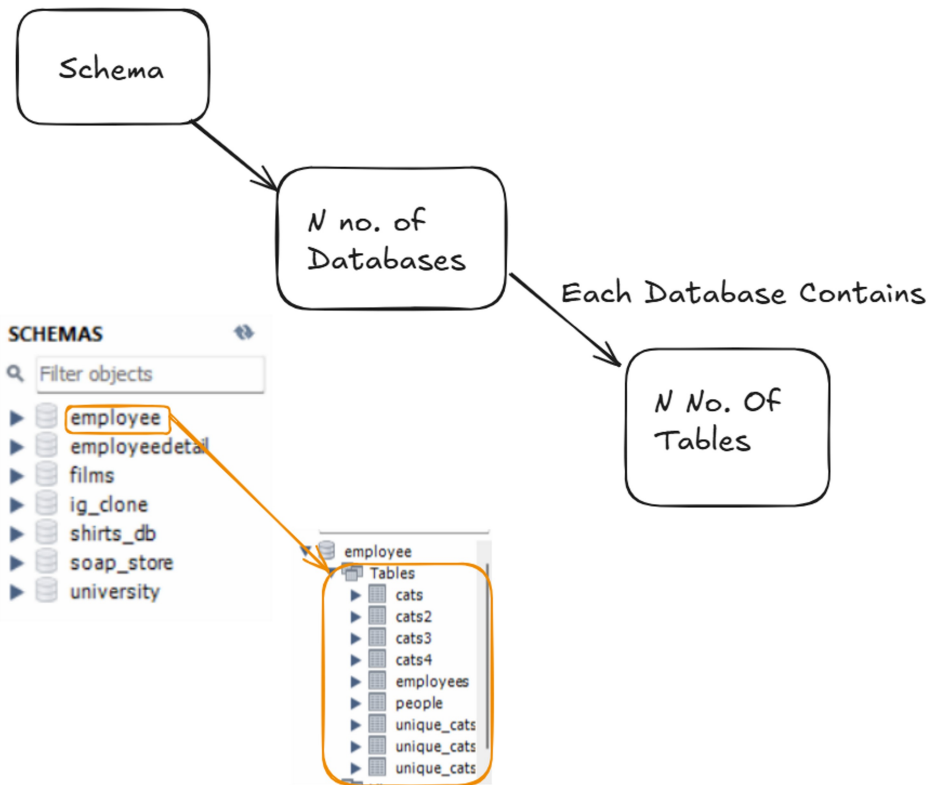 Schema
N no. of
Databases
Each Database Contains
N No. Of
Tables
SCHEMAS
Filter objects
employee
employeedetail
films
ig_clone
shirts_db
soap_store
university
employee
Tables
cats
cats2
cats3
cats4
employees
people
unique_cats
unique_cats
unique_cats